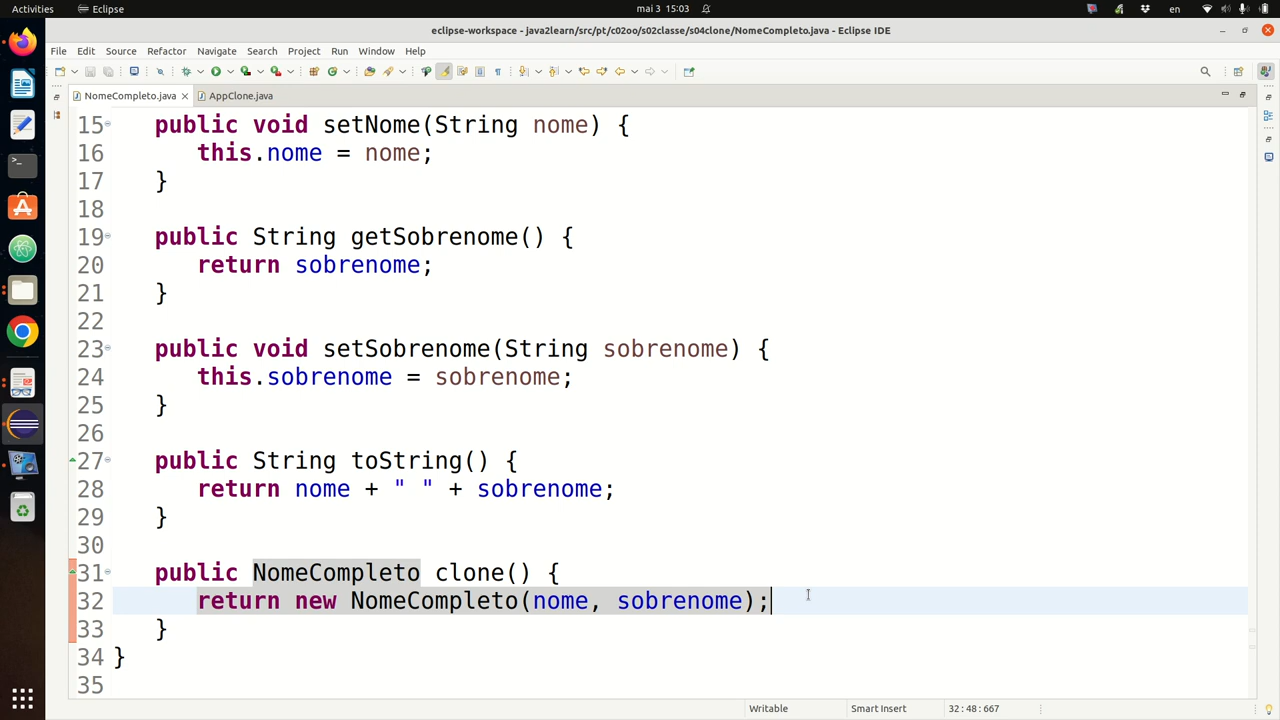 Activities
Eclipse
mai 3 15:03
en
eclipse-workspace - java2learn/src/pt/c02oo/s02classe/s04clone/NomeCompleto.java - Eclipse IDE
File Edit Source Refactor Navigate Search Project Run Window Help
NomeCompleto.java
AppClone.java
15 public void setNome(String nome) {
16 this.nome = nome;
17 }
18
19 public String getSobrenome() {
20 return sobrenome;
21 }
22
23 public void setSobrenome(String sobrenome) {
24 this.sobrenome = sobrenome;
25 }
26
27 public String toString() {
28 return nome + " " + sobrenome;
29 }
30
31 public NomeCompleto clone() {
32 return new NomeCompleto(nome, sobrenome);
33 }
34 }
35
Writable
Smart Insert
32 : 48 : 667